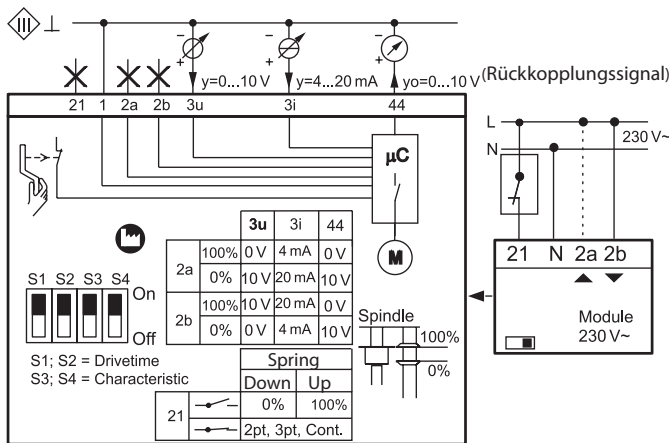 III
y=0...10 V
y=4...20 mA
yo=0...10 V
(Rückkopplungssignal)
21 1 2a 2b 3u 3i 44
µC
M
L
N
230 V~
21 N 2a 2b
Module
230 V~
3u 3i 44
2a 100% 0 V 4 mA 0 V
0% 10 V 20 mA 10 V
2b 100% 10 V 20 mA 0 V
0% 0 V 4 mA 10 V
S1 S2 S3 S4
On
Off
S1; S2 = Drivetime
S3; S4 = Characteristic
Spindle
100%
0%
Spring
Down Up
21 0% 100%
2pt, 3pt, Cont.